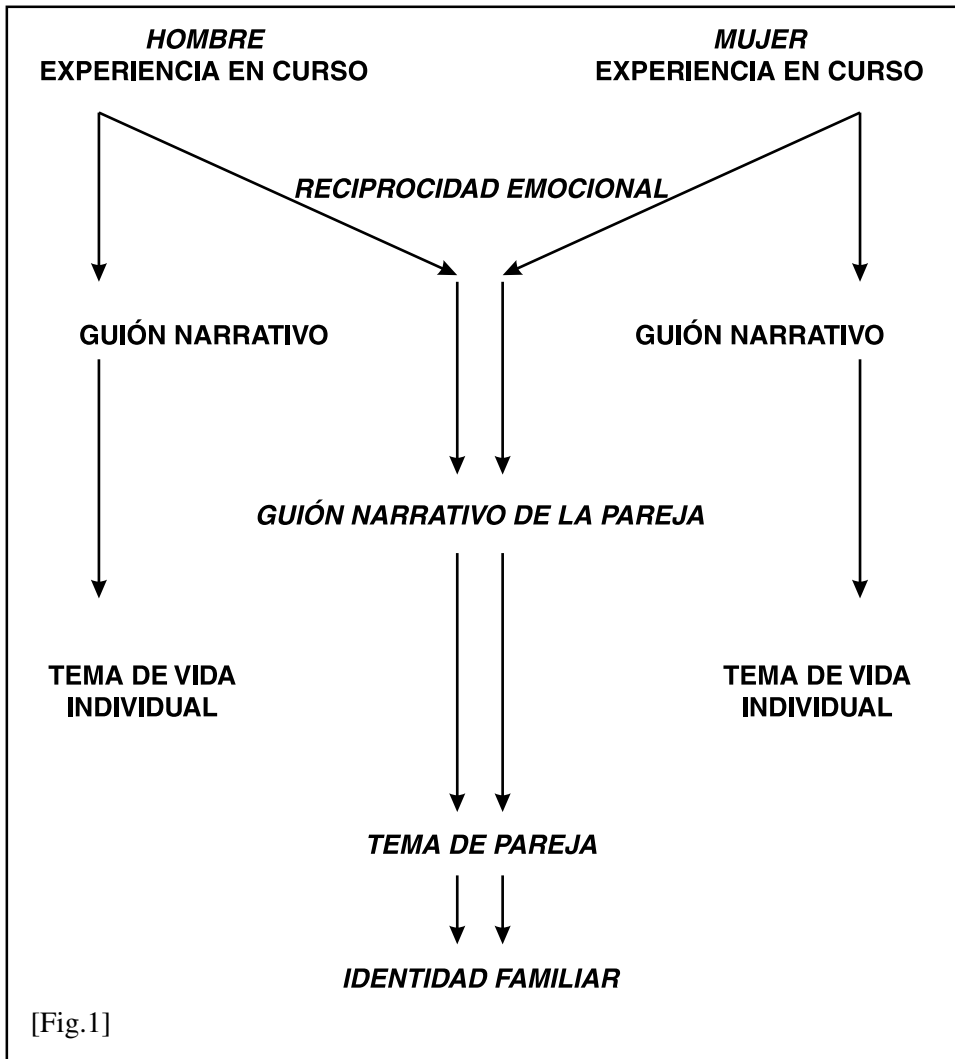 HOMBRE
EXPERIENCIA EN CURSO
MUJER
EXPERIENCIA EN CURSO
RECIPROCIDAD EMOCIONAL
GUIÓN NARRATIVO
GUIÓN NARRATIVO
GUIÓN NARRATIVO DE LA PAREJA
TEMA DE VIDA
INDIVIDUAL
TEMA DE VIDA
INDIVIDUAL
TEMA DE PAREJA
IDENTIDAD FAMILIAR
[Fig.1]